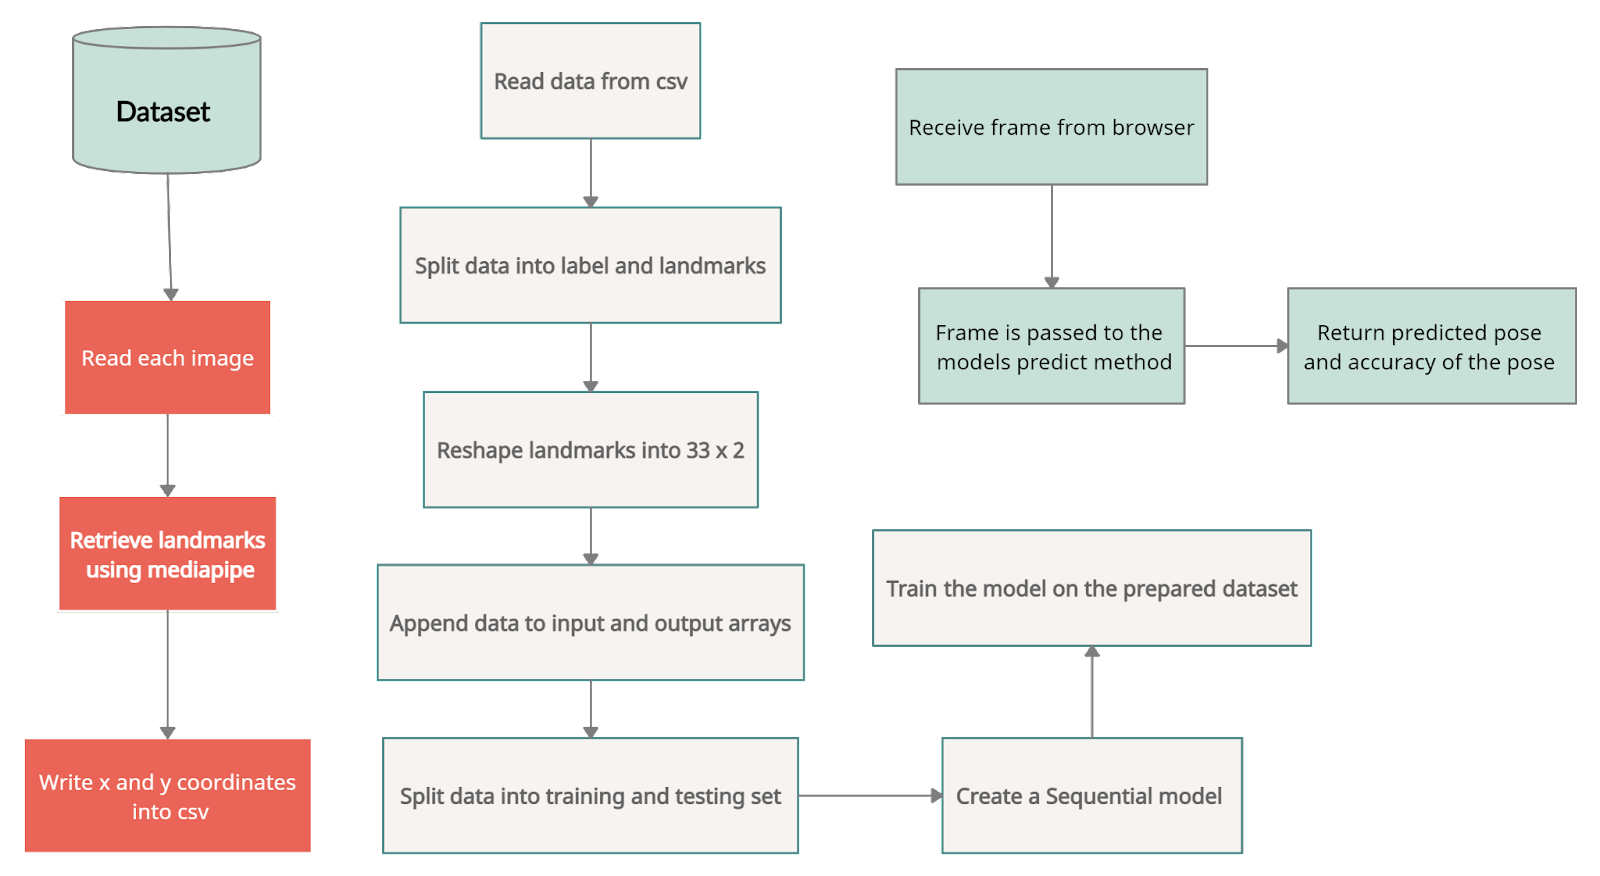 Dataset
Read each image
Retrieve landmarks
using mediapipe
Write x and y coordinates
into csv
Read data from csv
Split data into label and landmarks
Reshape landmarks into 33 x 2
Append data to input and output arrays
Split data into training and testing set
Create a Sequential model
Train the model on the prepared dataset
Receive frame from browser
Frame is passed to the
models predict method
Return predicted pose
and accuracy of the pose